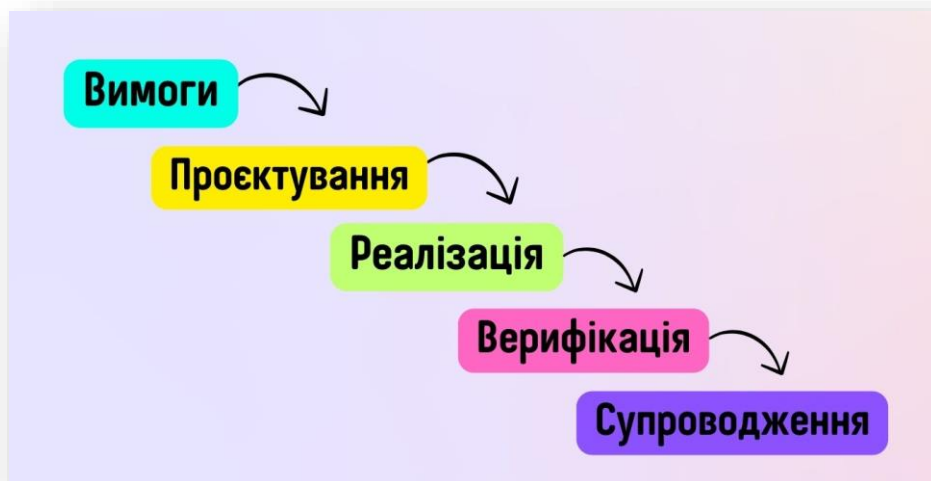 Вимоги
Проєктування
Реалізація
Верифікація
Супроводження